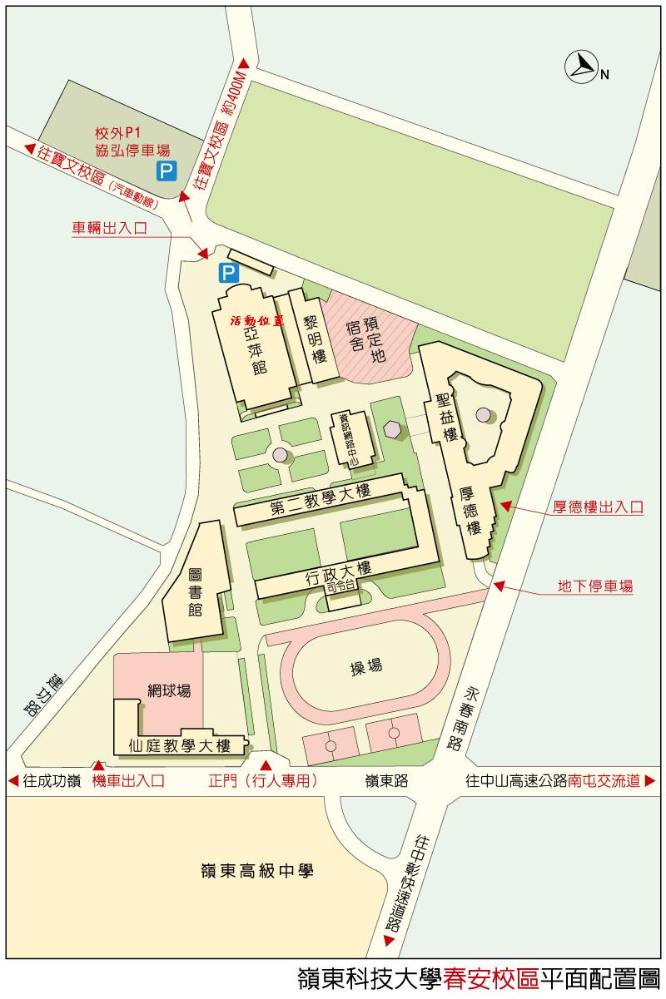 N
往寶文校區 約400M
校外P1
協弘停車場
P
往寶文校區(汽車動線)
車輛出入口
P
活動位置
亞萍館
黎明樓
預定地
宿舍
聖益樓
資訊網路中心
第二教學大樓
厚德樓
厚德樓出入口
行政大樓
司令台
圖書館
地下停車場
操場
網球場
建功路
永春南路
仙庭教學大樓
往成功嶺
機車出入口
正門(行人專用)
嶺東路
往中山高速公路南屯交流道
往中彰快速道路
嶺東高級中學
嶺東科技大學春安校區平面配置圖